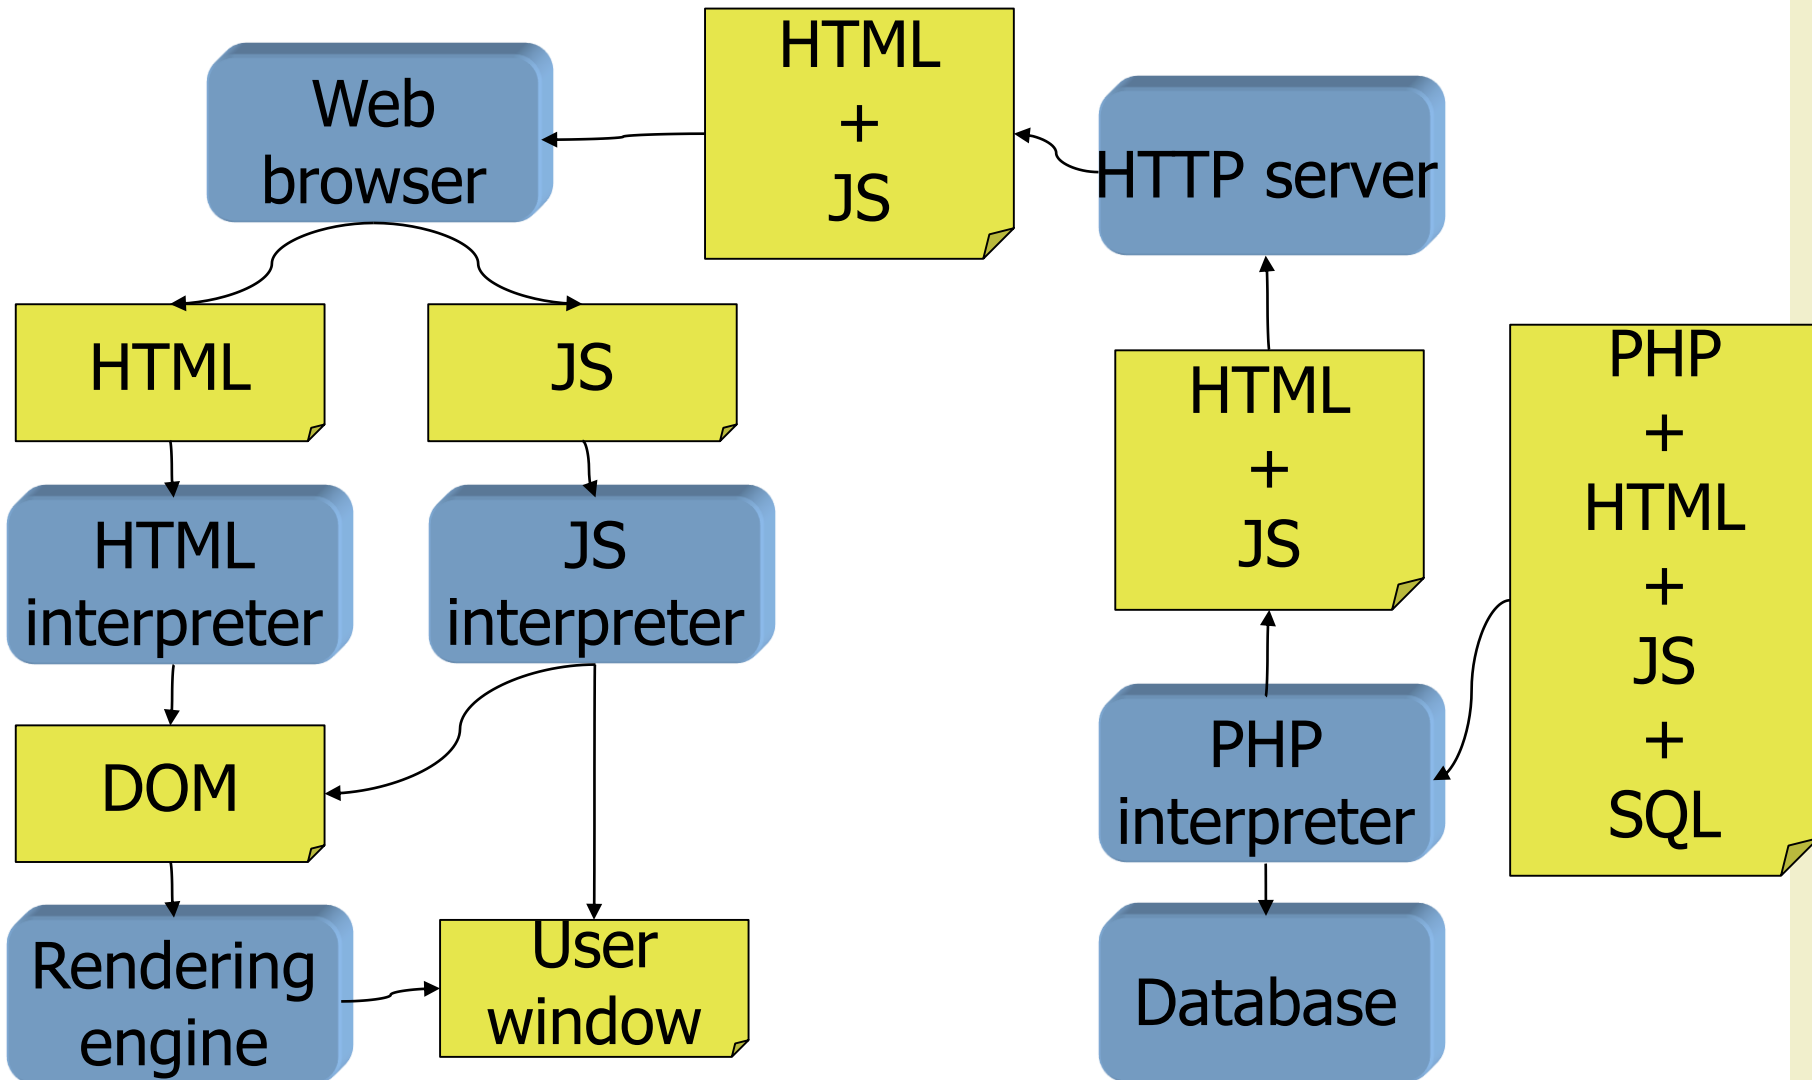 Web
browser
HTML
+
JS
HTTP server
HTML
JS
HTML
+
JS
PHP
+
HTML
+
JS
+
SQL
HTML
interpreter
JS
interpreter
DOM
PHP
interpreter
Rendering
engine
User
window
Database